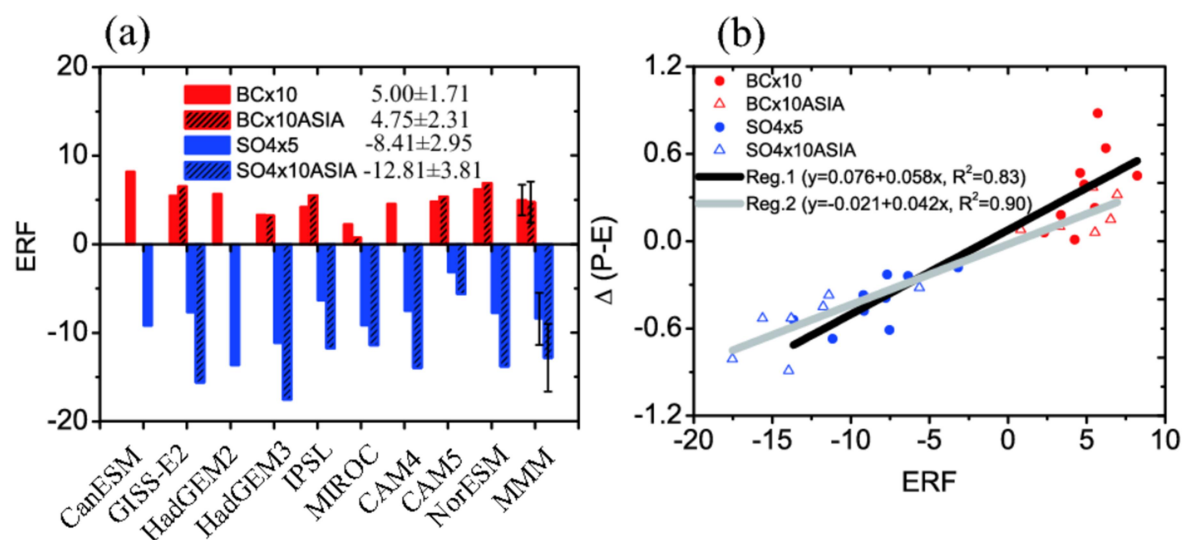 (a)
20
10
0
-10
-20
ERF
BCx10 5.00±1.71
BCx10ASIA 4.75±2.31
SO4x5 -8.41±2.95
SO4x10ASIA -12.81±3.81
CanESM
GISS-E2
HadGEM2
HadGEM3
IPSL
MIROC
CAM4
CAM5
NorESM
MMM
(b)
1.2
0.6
0.0
-0.6
-1.2
Δ (P-E)
BCx10
BCx10ASIA
SO4x5
SO4x10ASIA
Reg.1 (y=0.076+0.058x, R²=0.83)
Reg.2 (y=-0.021+0.042x, R²=0.90)
-20 -15 -10 -5 0 5 10
ERF